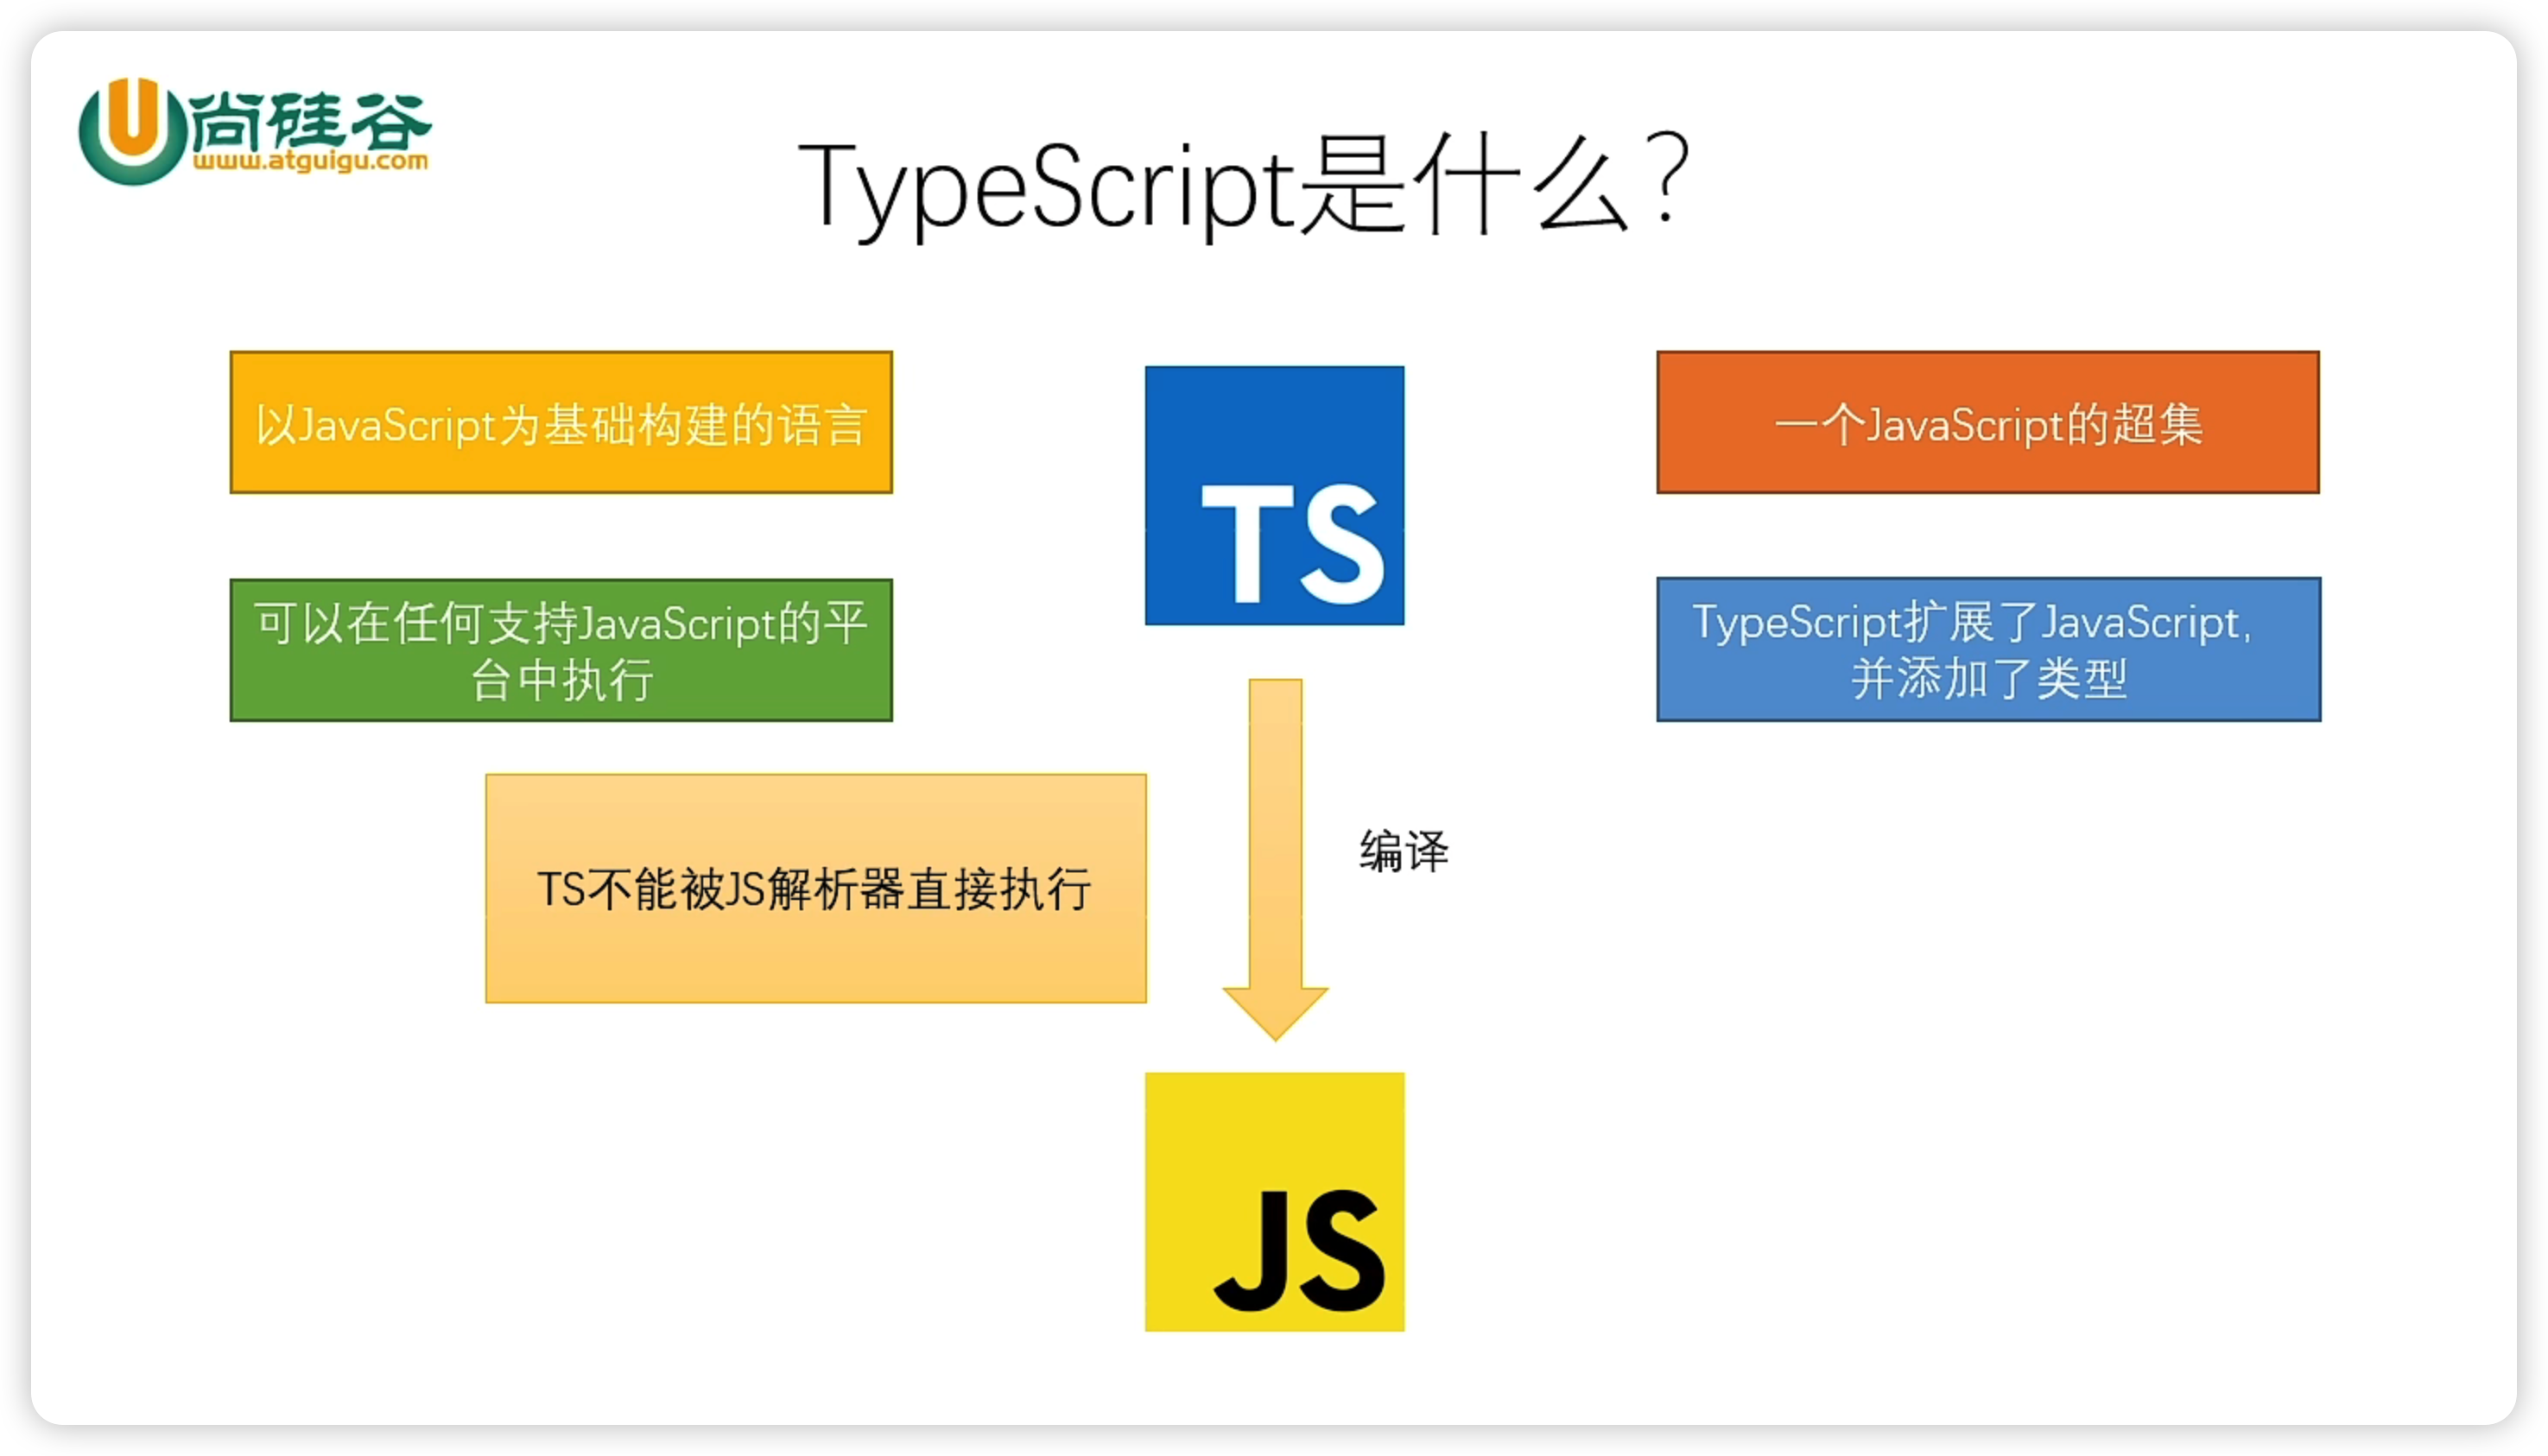 尚硅谷
www.atguigu.com
TypeScript是什么？
以JavaScript为基础构建的语言
一个JavaScript的超集
TS
可以在任何支持JavaScript的平
台中执行
TypeScript扩展了JavaScript,
并添加了类型
TS不能被JS解析器直接执行
编译
JS